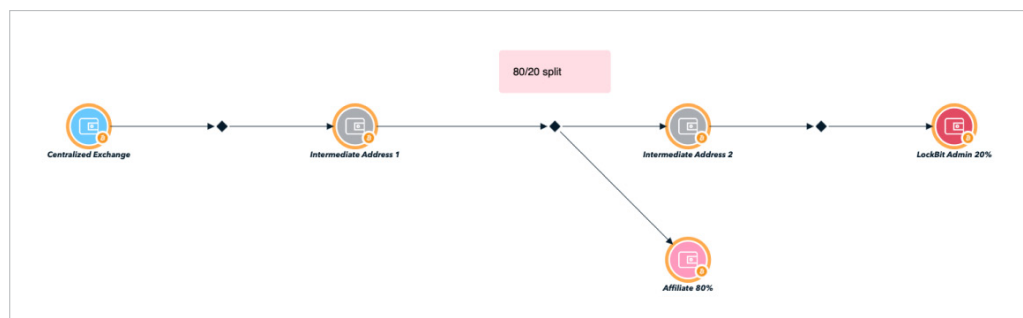 80/20 split
Centralized Exchange
Intermediate Address 1
Intermediate Address 2
LockBit Admin 20%
Affiliate 80%